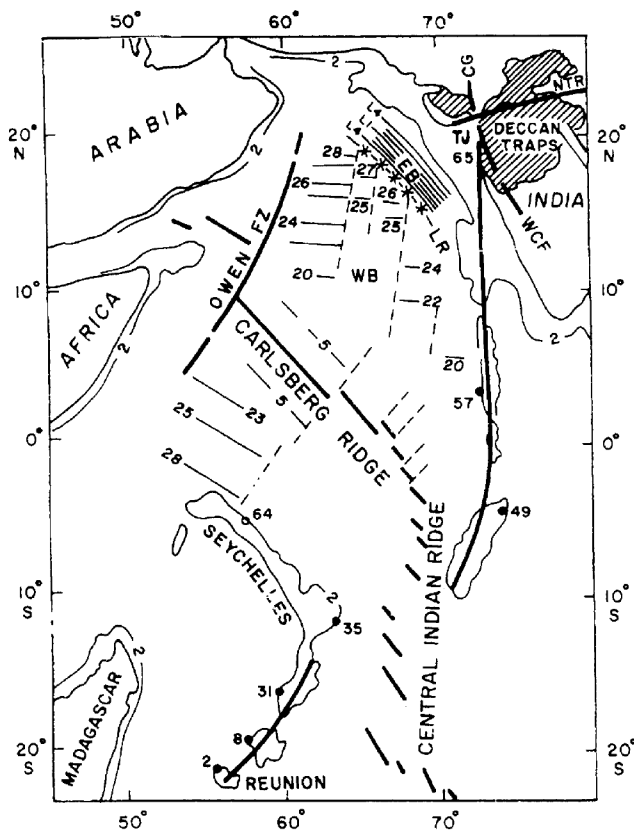 50° 60° 70°
ARABIA
AFRICA
MADAGASCAR
2
2
2
2
2
2
2
CG
NTR
TJ
65
DECCAN
TRAPS
INDIA
WCF
20°
N
20°
N
10°
10°
0°
0°
10°
S
10°
S
20°
S
20°
S
OWEN FZ
28
27
26
EB
26
25
25
24
20
WB
LR
24
22
20
57
49
5
5
CARLSBERG RIDGE
23
25
28
64
SEYCHELLES
35
31
8
2
REUNION
CENTRAL INDIAN RIDGE
50° 60° 70°